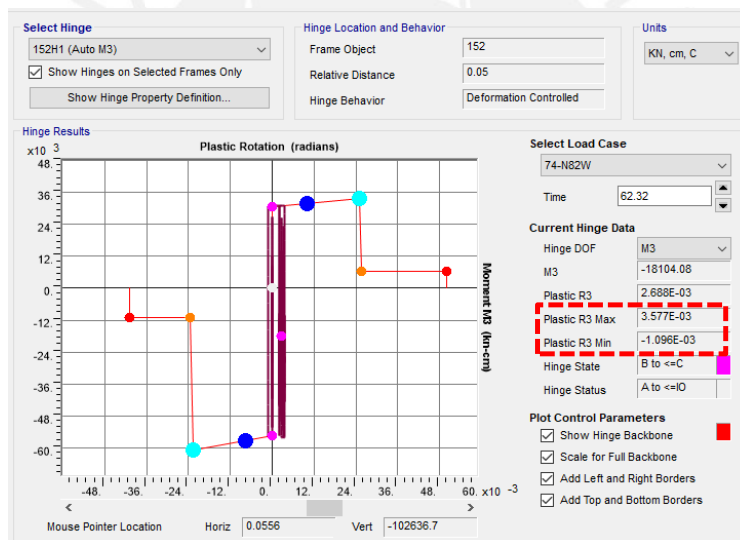 Select Hinge
152H1 (Auto M3)
Show Hinges on Selected Frames Only
Show Hinge Property Definition...
Hinge Location and Behavior
Frame Object 152
Relative Distance 0.05
Hinge Behavior Deformation Controlled
Units
KN, cm, C
Hinge Results
x10 3
Plastic Rotation (radians)
48.
36.
24.
12.
0.
-12.
-24.
-36.
-48.
-60.
Moment M3 (kn-cm)
-48. -36. -24. -12. 0. 12. 24. 36. 48. 60. x10 -3
< >
Mouse Pointer Location Horiz 0.0556 Vert -102636.7
Select Load Case
74-N82W
Time 62.32
Current Hinge Data
Hinge DOF M3
M3 -18104.08
Plastic R3 2.688E-03
Plastic R3 Max 3.577E-03
Plastic R3 Min -1.096E-03
Hinge State B to <=C
Hinge Status A to <=IO
Plot Control Parameters
Show Hinge Backbone
Scale for Full Backbone
Add Left and Right Borders
Add Top and Bottom Borders